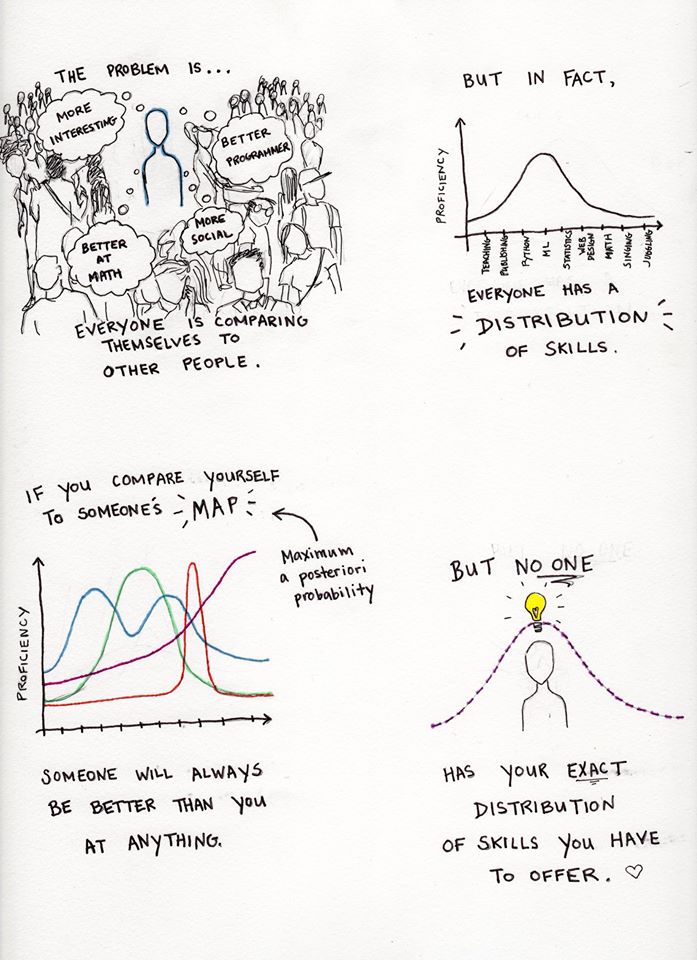 THE PROBLEM IS...
MORE
INTERESTING
BETTER
PROGRAMMER
MORE
SOCIAL
BETTER
AT
MATH
EVERYONE IS COMPARING
THEMSELVES TO
OTHER PEOPLE.
BUT IN FACT,
PROFICIENCY
TEACHING
PUBLISHING
PYTHON
ML
STATISTICS
WEB
DESIGN
MATH
SINGING
JUGGLING
EVERYONE HAS A
DISTRIBUTION
OF SKILLS.
IF YOU COMPARE YOURSELF
TO SOMEONE'S MAP
Maximum
a posteriori
probability
PROFICIENCY
SOMEONE WILL ALWAYS
BE BETTER THAN YOU
AT ANYTHING.
BUT NO ONE
HAS YOUR EXACT
DISTRIBUTION
OF SKILLS YOU HAVE
TO OFFER. ♡